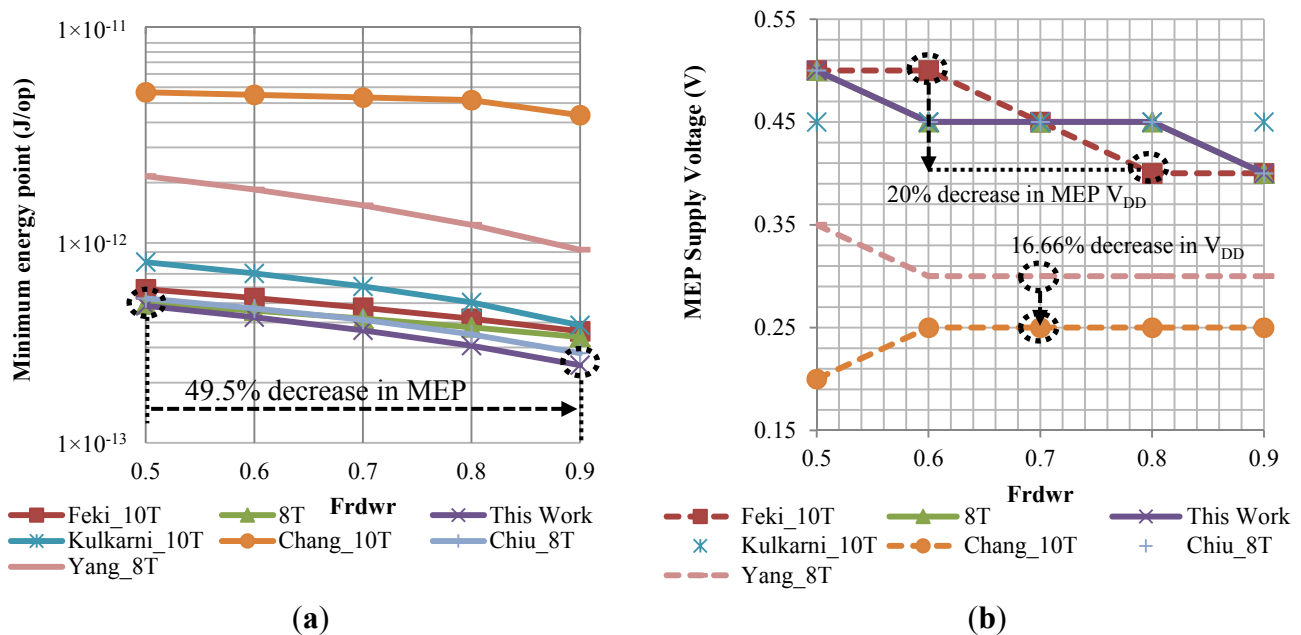 1×10⁻¹¹
1×10⁻¹²
1×10⁻¹³
Minimum energy point (J/op)
49.5% decrease in MEP
0.5 0.6 0.7 0.8 0.9
Frdwr
Feki_10T 8T This Work
Kulkarni_10T Chang_10T Chiu_8T
Yang_8T
(a)
0.55
0.45
0.35
0.25
0.15
MEP Supply Voltage (V)
20% decrease in MEP V_DD
16.66% decrease in V_DD
0.5 0.6 0.7 0.8 0.9
Frdwr
Feki_10T 8T This Work
Kulkarni_10T Chang_10T Chiu_8T
Yang_8T
(b)